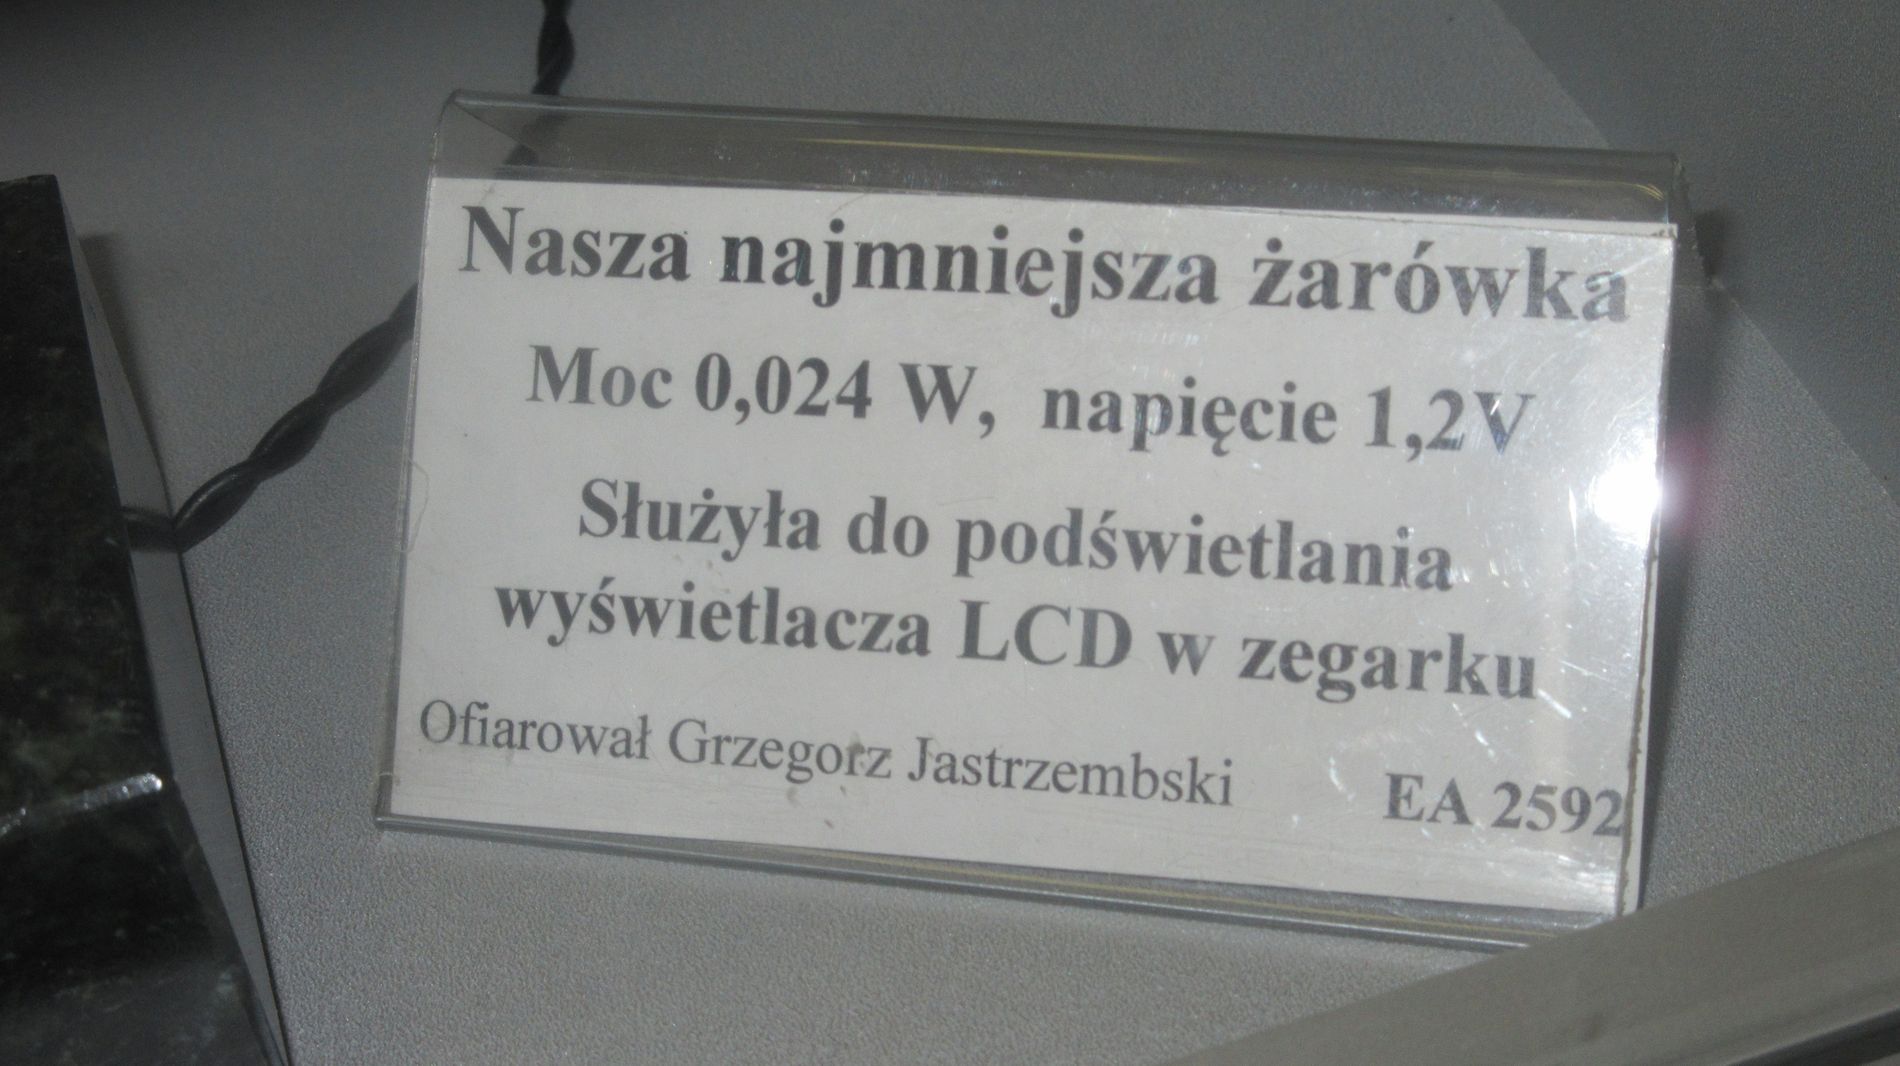 Nasza najmniejsza żarówka
Moc 0,024 W, napięcie 1,2V
Służyła do podświetlania
wyświetlacza LCD w zegarku
Ofiarował Grzegorz Jastrzembski EA 2592